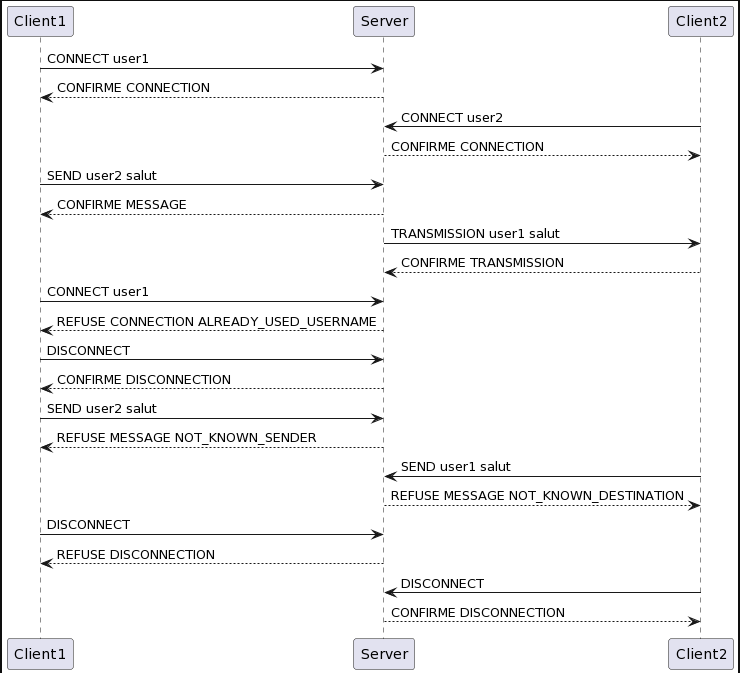 Client1
Server
Client2
CONNECT user1
CONFIRME CONNECTION
CONNECT user2
CONFIRME CONNECTION
SEND user2 salut
CONFIRME MESSAGE
TRANSMISSION user1 salut
CONFIRME TRANSMISSION
CONNECT user1
REFUSE CONNECTION ALREADY_USED_USERNAME
DISCONNECT
CONFIRME DISCONNECTION
SEND user2 salut
REFUSE MESSAGE NOT_KNOWN_SENDER
SEND user1 salut
REFUSE MESSAGE NOT_KNOWN_DESTINATION
DISCONNECT
REFUSE DISCONNECTION
DISCONNECT
CONFIRME DISCONNECTION
Client1
Server
Client2